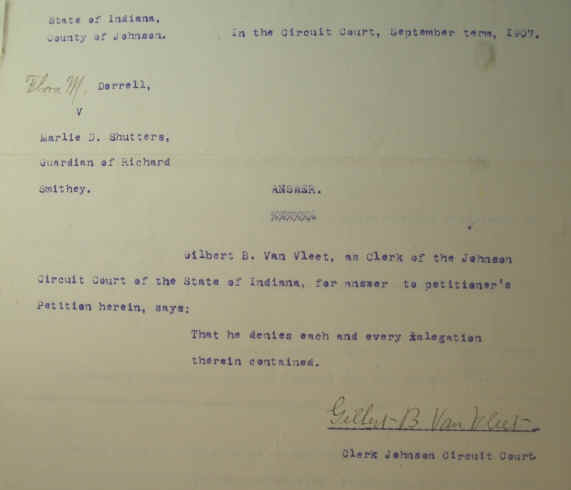 State of Indiana,
County of Johnson.
In the Circuit Court, September term, 1907.
Flora M. Dorrell,
V
Marlie D. Shutters,
Guardian of Richard
Smithey.
ANSWER.
Gilbert B. Van Vleet, as Clerk of the Johnson
Circuit Court of the State of Indiana, for answer to petitioner's
Petition herein, says;
That he denies each and every alegation
therein contained.
Gilbert B Van Vleet
Clerk Johnson Circuit Court